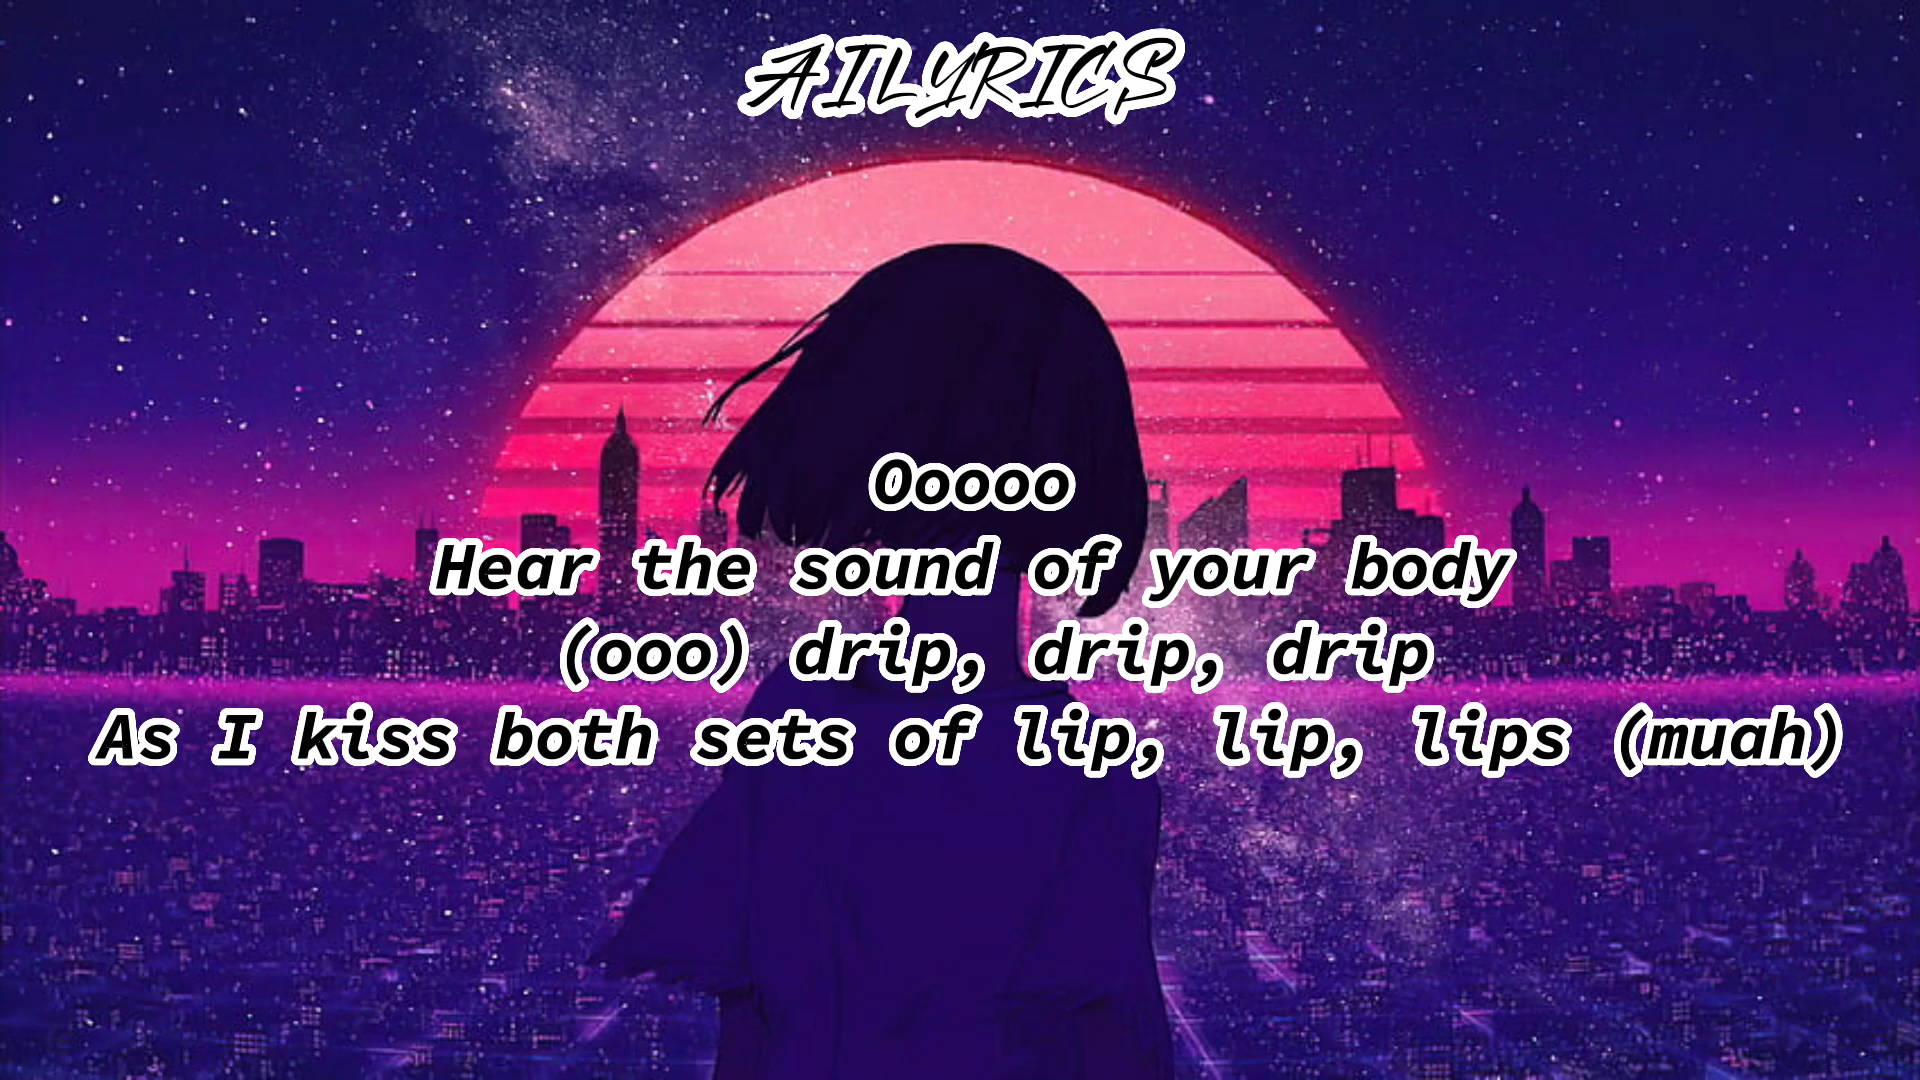 AILYRICS
Ooooo
Hear the sound of your body
(ooo) drip, drip, drip
As I kiss both sets of lip, lip, lips (muah)